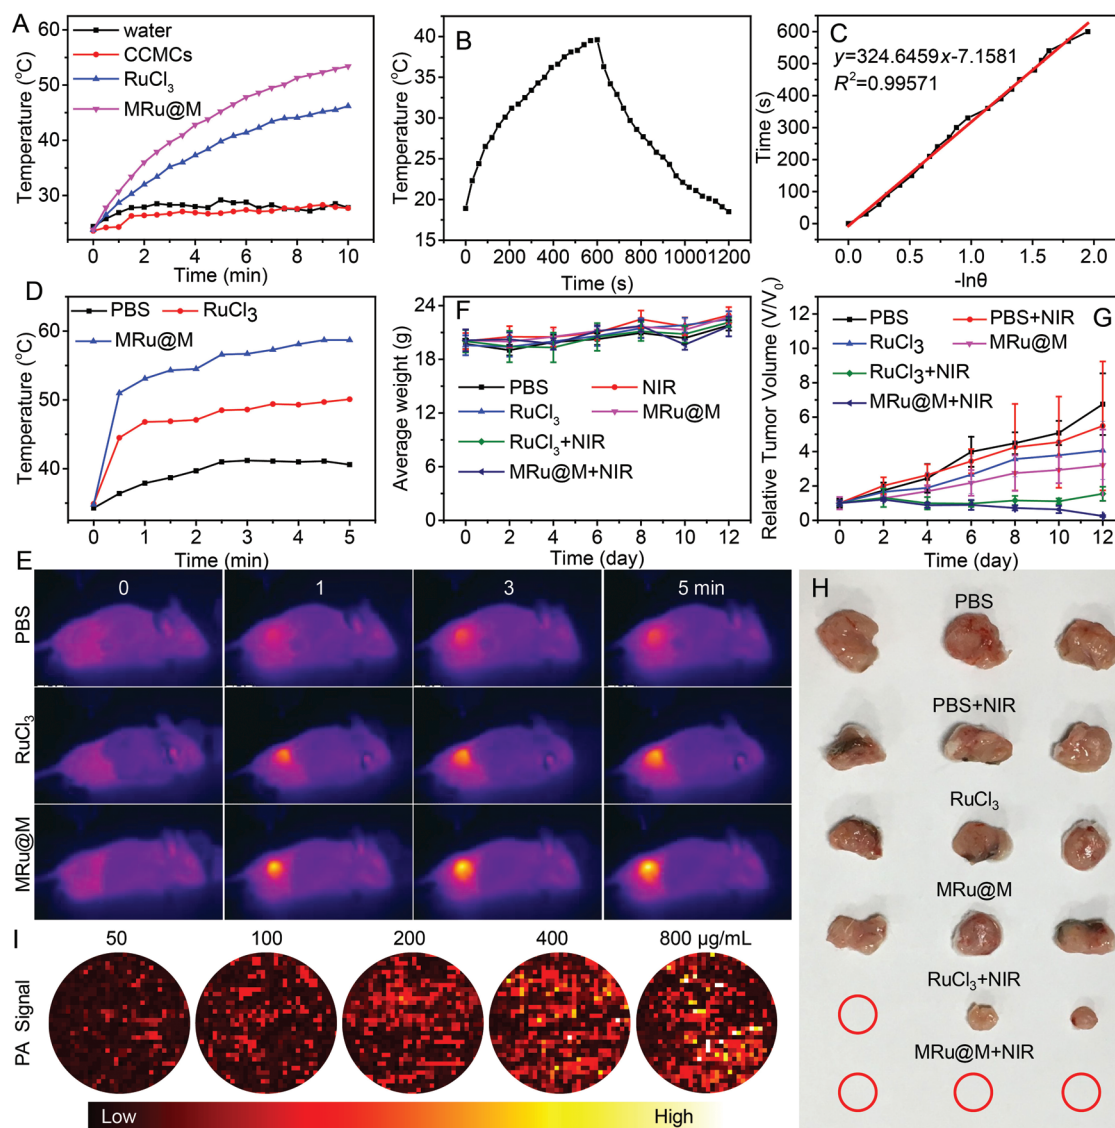 A
water
CCMCs
RuCl₃
MRu@M
Temperature (°C)
60
50
40
30
0 2 4 6 8 10
Time (min)
B
Temperature (°C)
40
35
30
25
20
15
0 200 400 600 800 1000 1200
Time (s)
C
y=324.6459x-7.1581
R²=0.99571
Time (s)
600
500
400
300
200
100
0
0.0 0.5 1.0 1.5 2.0
-lnθ
D
PBS RuCl₃
MRu@M
Temperature (°C)
60
50
40
0 1 2 3 4 5
Time (min)
F
Average weight (g)
24
21
18
15
12
9
6
3
0
PBS NIR
RuCl₃ MRu@M
RuCl₃+NIR
MRu@M+NIR
0 2 4 6 8 10 12
Time (day)
G
Relative Tumor Volume (V/V₀)
12
10
8
6
4
2
0
PBS PBS+NIR
RuCl₃ MRu@M
RuCl₃+NIR
MRu@M+NIR
0 2 4 6 8 10 12
Time (day)
E
0 1 3 5 min
PBS
RuCl₃
MRu@M
H
PBS
PBS+NIR
RuCl₃
MRu@M
RuCl₃+NIR
MRu@M+NIR
I
50 100 200 400 800 µg/mL
PA Signal
Low High